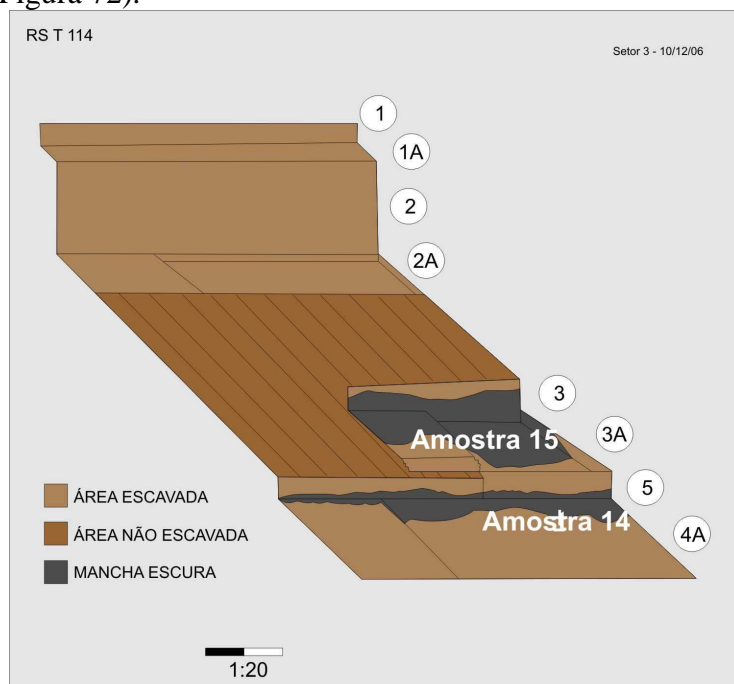 Figura 72).
RS T 114
Setor 3 - 10/12/06
1
1A
2
2A
3
Amostra 15
3A
5
Amostra 14
4A
ÁREA ESCAVADA
ÁREA NÃO ESCAVADA
MANCHA ESCURA
1:20